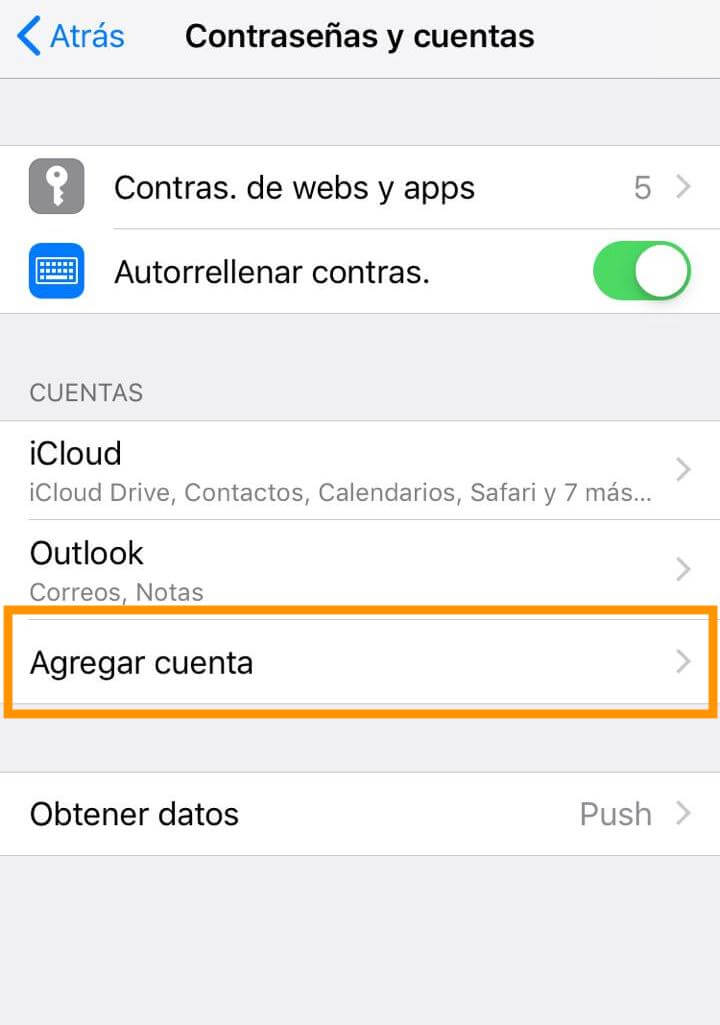 Atrás Contraseñas y cuentas
Contras. de webs y apps 5
Autorrellenar contras.
CUENTAS
iCloud
iCloud Drive, Contactos, Calendarios, Safari y 7 más...
Outlook
Correos, Notas
Agregar cuenta
Obtener datos Push